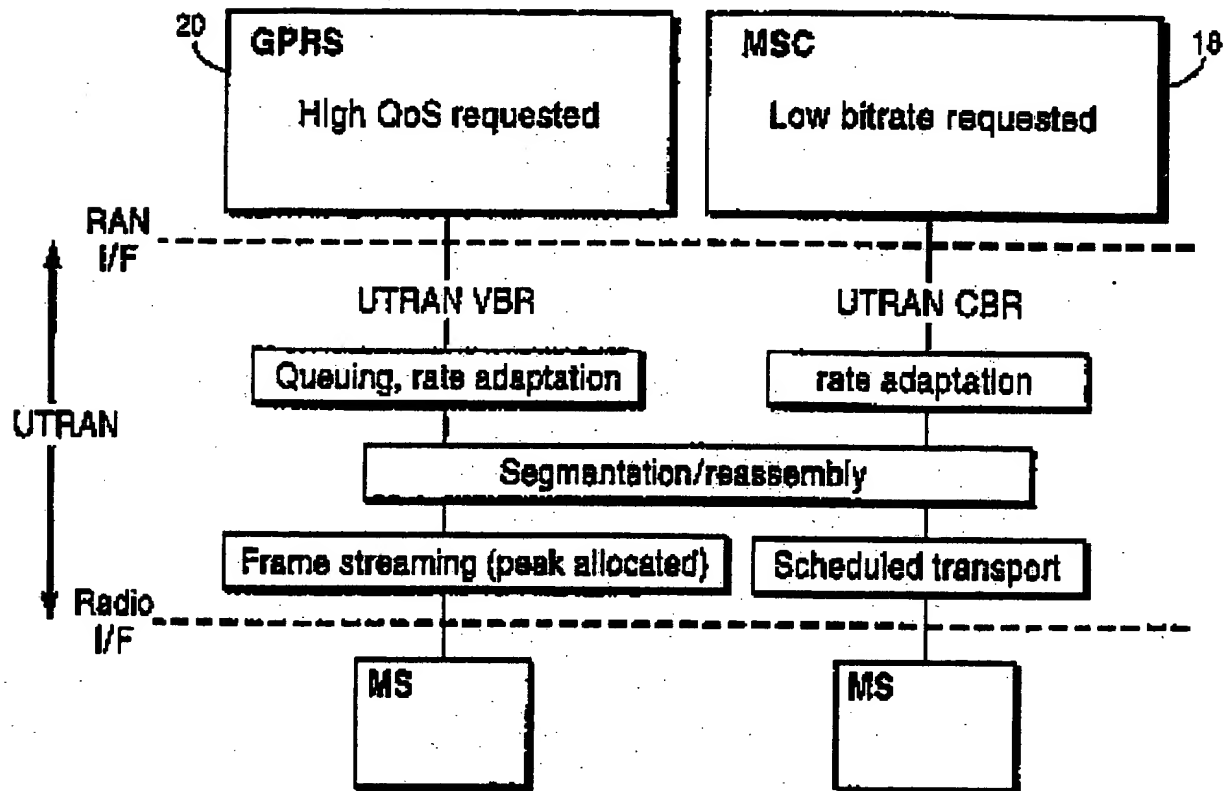 20
GPRS
High QoS requested
MSC
Low bitrate requested
18
RAN
I/F
UTRAN VBR
UTRAN CBR
Queuing, rate adaptation
rate adaptation
UTRAN
Segmentation/reassembly
Frame streaming (peak allocated)
Scheduled transport
Radio
I/F
MS
MS